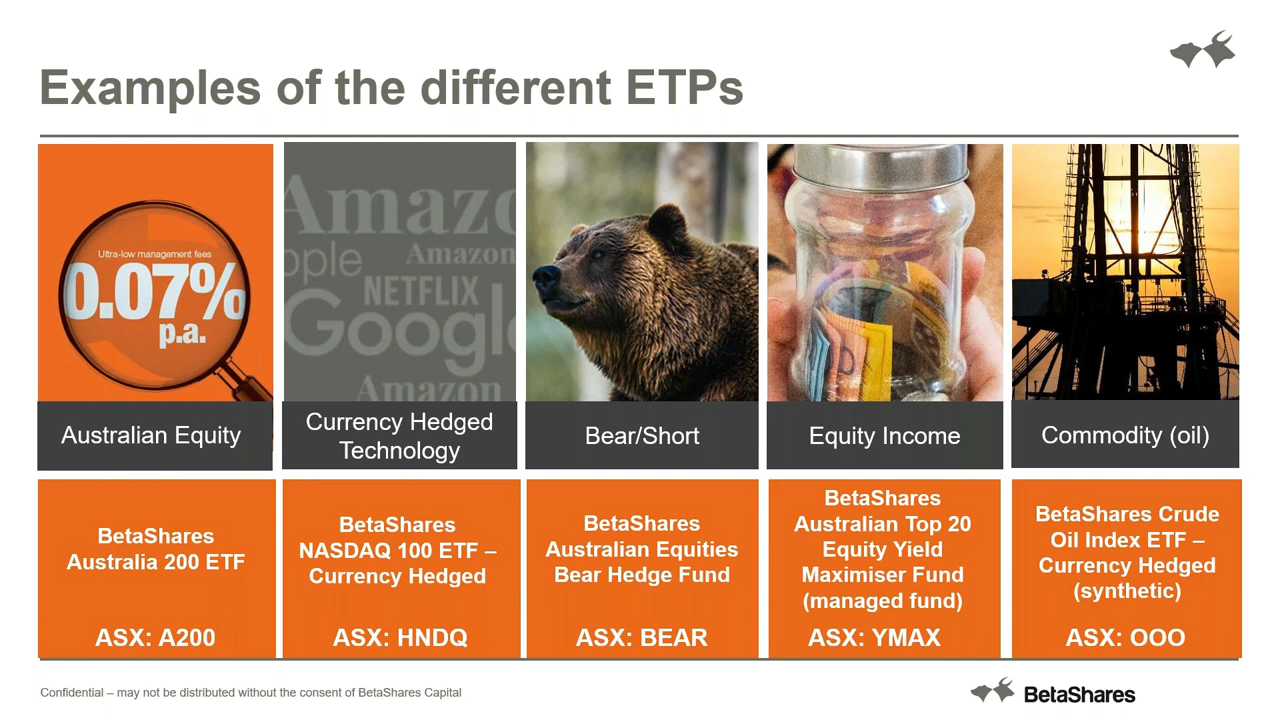 Examples of the different ETPs
Ultra-low management fees
0.07%
p.a.
Amazo
ople
Amazon
NETFLIX
Google
Amazon
Australian Equity
Currency Hedged
Technology
Bear/Short
Equity Income
Commodity (oil)
BetaShares
Australia 200 ETF
ASX: A200
BetaShares
NASDAQ 100 ETF –
Currency Hedged
ASX: HNDQ
BetaShares
Australian Equities
Bear Hedge Fund
ASX: BEAR
BetaShares
Australian Top 20
Equity Yield
Maximiser Fund
(managed fund)
ASX: YMAX
BetaShares Crude
Oil Index ETF –
Currency Hedged
(synthetic)
ASX: OOO
Confidential – may not be distributed without the consent of BetaShares Capital
BetaShares